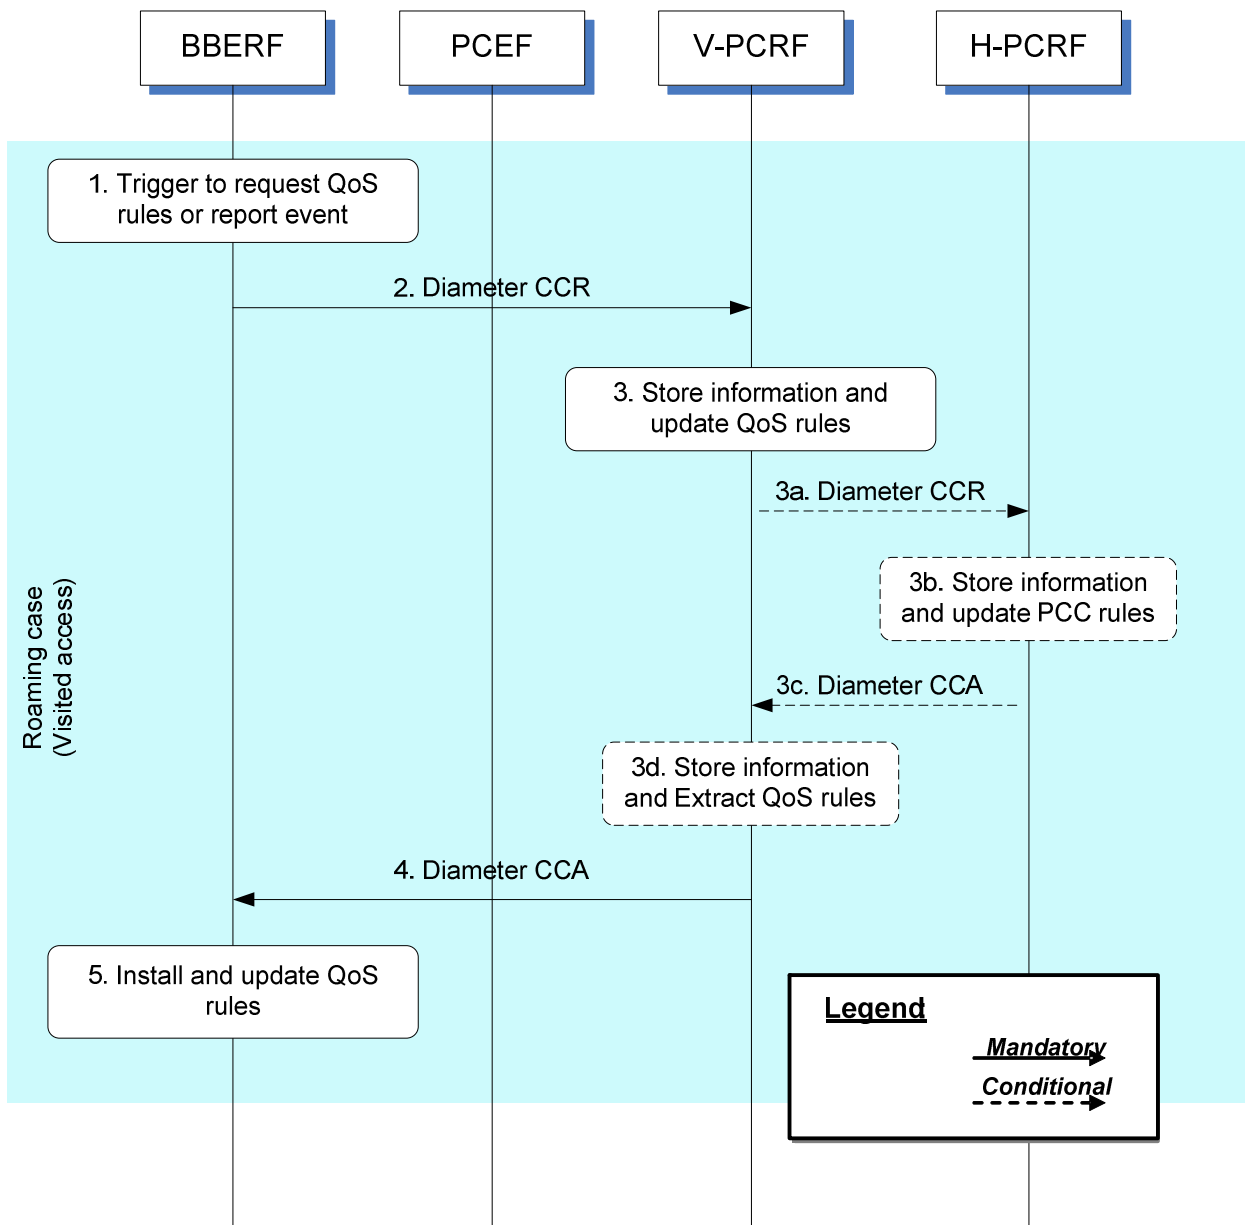 BBERF
PCEF
V-PCRF
H-PCRF
1. Trigger to request QoS
rules or report event
2. Diameter CCR
3. Store information and
update QoS rules
3a. Diameter CCR
3b. Store information
and update PCC rules
Roaming case
(Visited access)
3c. Diameter CCA
3d. Store information
and Extract QoS rules
4. Diameter CCA
5. Install and update QoS
rules
Legend:
Mandatory
Conditional